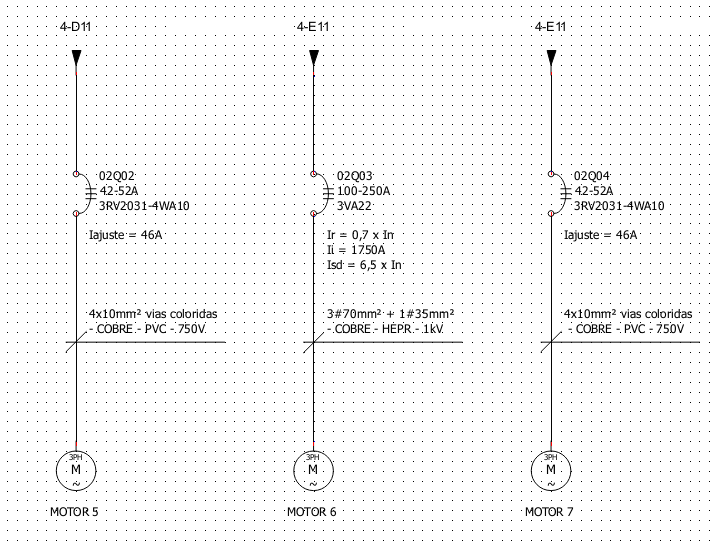 4-D11
4-E11
4-E11
02Q02
42-52A
3RV2031-4WA10
Iajuste = 46A
02Q03
100-250A
3VA22
Ir = 0,7 x In
Ii = 1750A
Isd = 6,5 x In
02Q04
42-52A
3RV2031-4WA10
Iajuste = 46A
4x10mm² vias coloridas
- COBRE - PVC - 750V
3#70mm² + 1#35mm²
- COBRE - HEPR - 1kV
4x10mm² vias coloridas
- COBRE - PVC - 750V
3PH
M
~
MOTOR 5
3PH
M
~
MOTOR 6
3PH
M
~
MOTOR 7